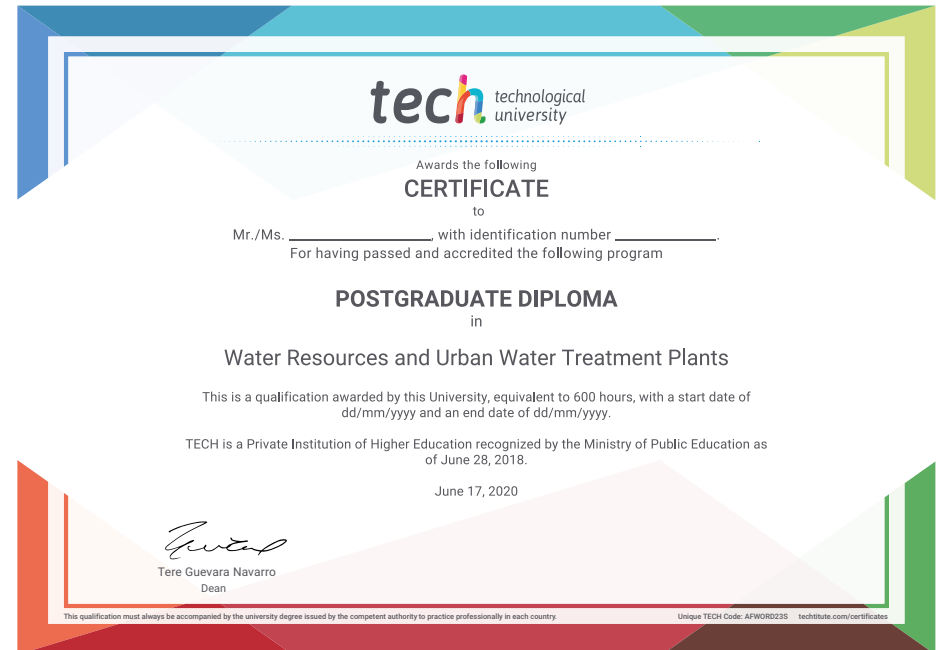 tech technological
university
Awards the following
CERTIFICATE
to
Mr./Ms. ________________, with identification number ____________.
For having passed and accredited the following program
POSTGRADUATE DIPLOMA
in
Water Resources and Urban Water Treatment Plants
This is a qualification awarded by this University, equivalent to 600 hours, with a start date of
dd/mm/yyyy and an end date of dd/mm/yyyy.
TECH is a Private Institution of Higher Education recognized by the Ministry of Public Education as
of June 28, 2018.
June 17, 2020
Tere Guevara Navarro
Dean
This qualification must always be accompanied by the university degree issued by the competent authority to practice professionally in each country.
Unique TECH Code: AFWORD23S techtitute.com/certificates